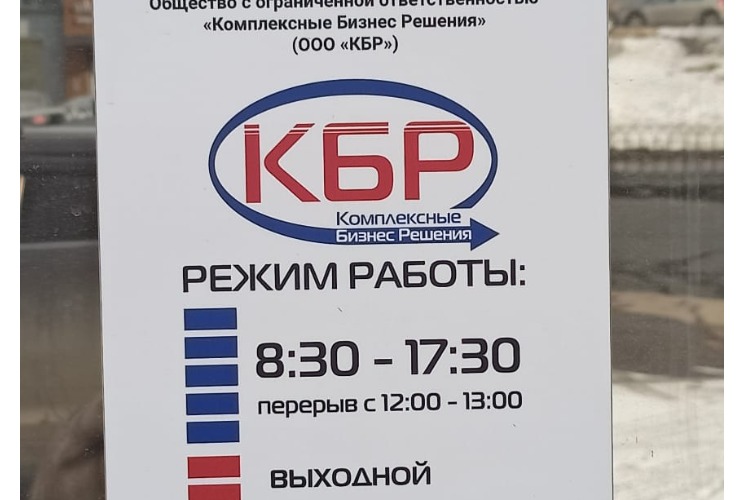 Общество с ограниченной ответственностью
«Комплексные Бизнес Решения»
(ООО «КБР»)
КБР
Комплексные
Бизнес Решения
РЕЖИМ РАБОТЫ:
8:30 - 17:30
перерыв с 12:00 - 13:00
ВЫХОДНОЙ